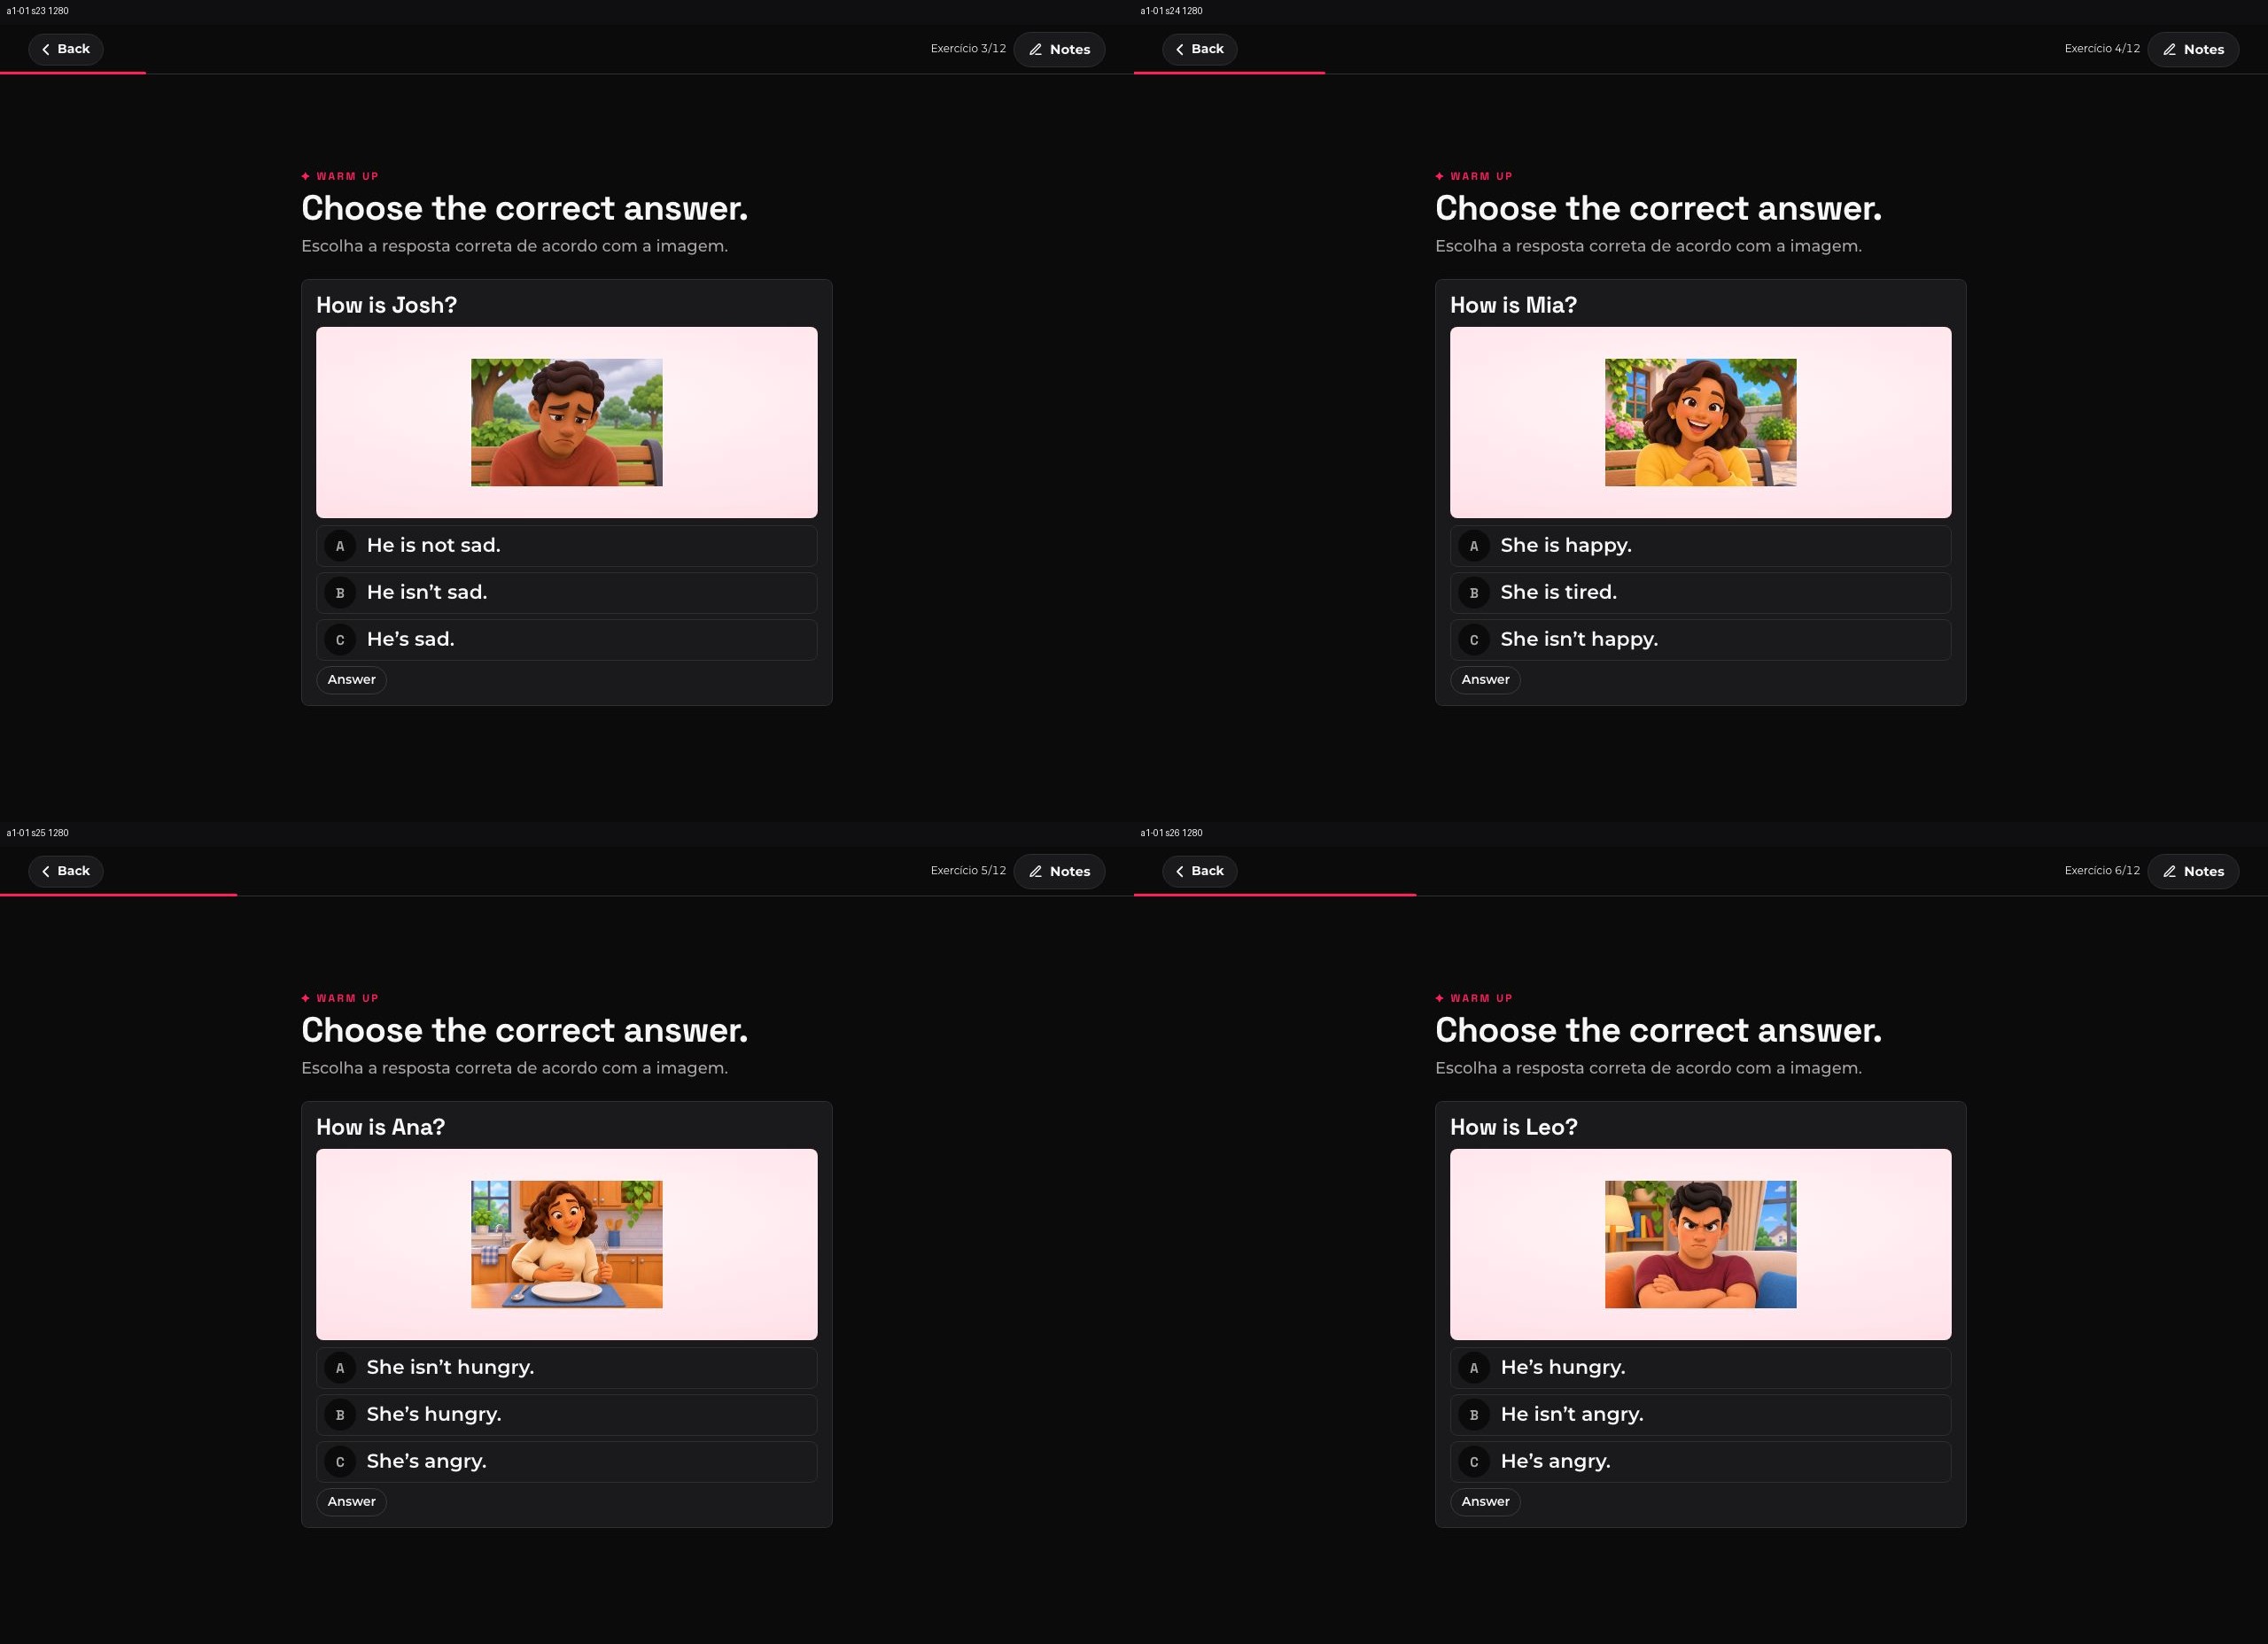 a1-01 s23 1280
Back
Exercício 3/12
Notes
WARM UP
Choose the correct answer.
Escolha a resposta correta de acordo com a imagem.
How is Josh?
A He is not sad.
B He isn’t sad.
C He’s sad.
Answer
a1-01 s24 1280
Back
Exercício 4/12
Notes
WARM UP
Choose the correct answer.
Escolha a resposta correta de acordo com a imagem.
How is Mia?
A She is happy.
B She is tired.
C She isn’t happy.
Answer
a1-01 s25 1280
Back
Exercício 5/12
Notes
WARM UP
Choose the correct answer.
Escolha a resposta correta de acordo com a imagem.
How is Ana?
A She isn’t hungry.
B She’s hungry.
C She’s angry.
Answer
a1-01 s26 1280
Back
Exercício 6/12
Notes
WARM UP
Choose the correct answer.
Escolha a resposta correta de acordo com a imagem.
How is Leo?
A He’s hungry.
B He isn’t angry.
C He’s angry.
Answer